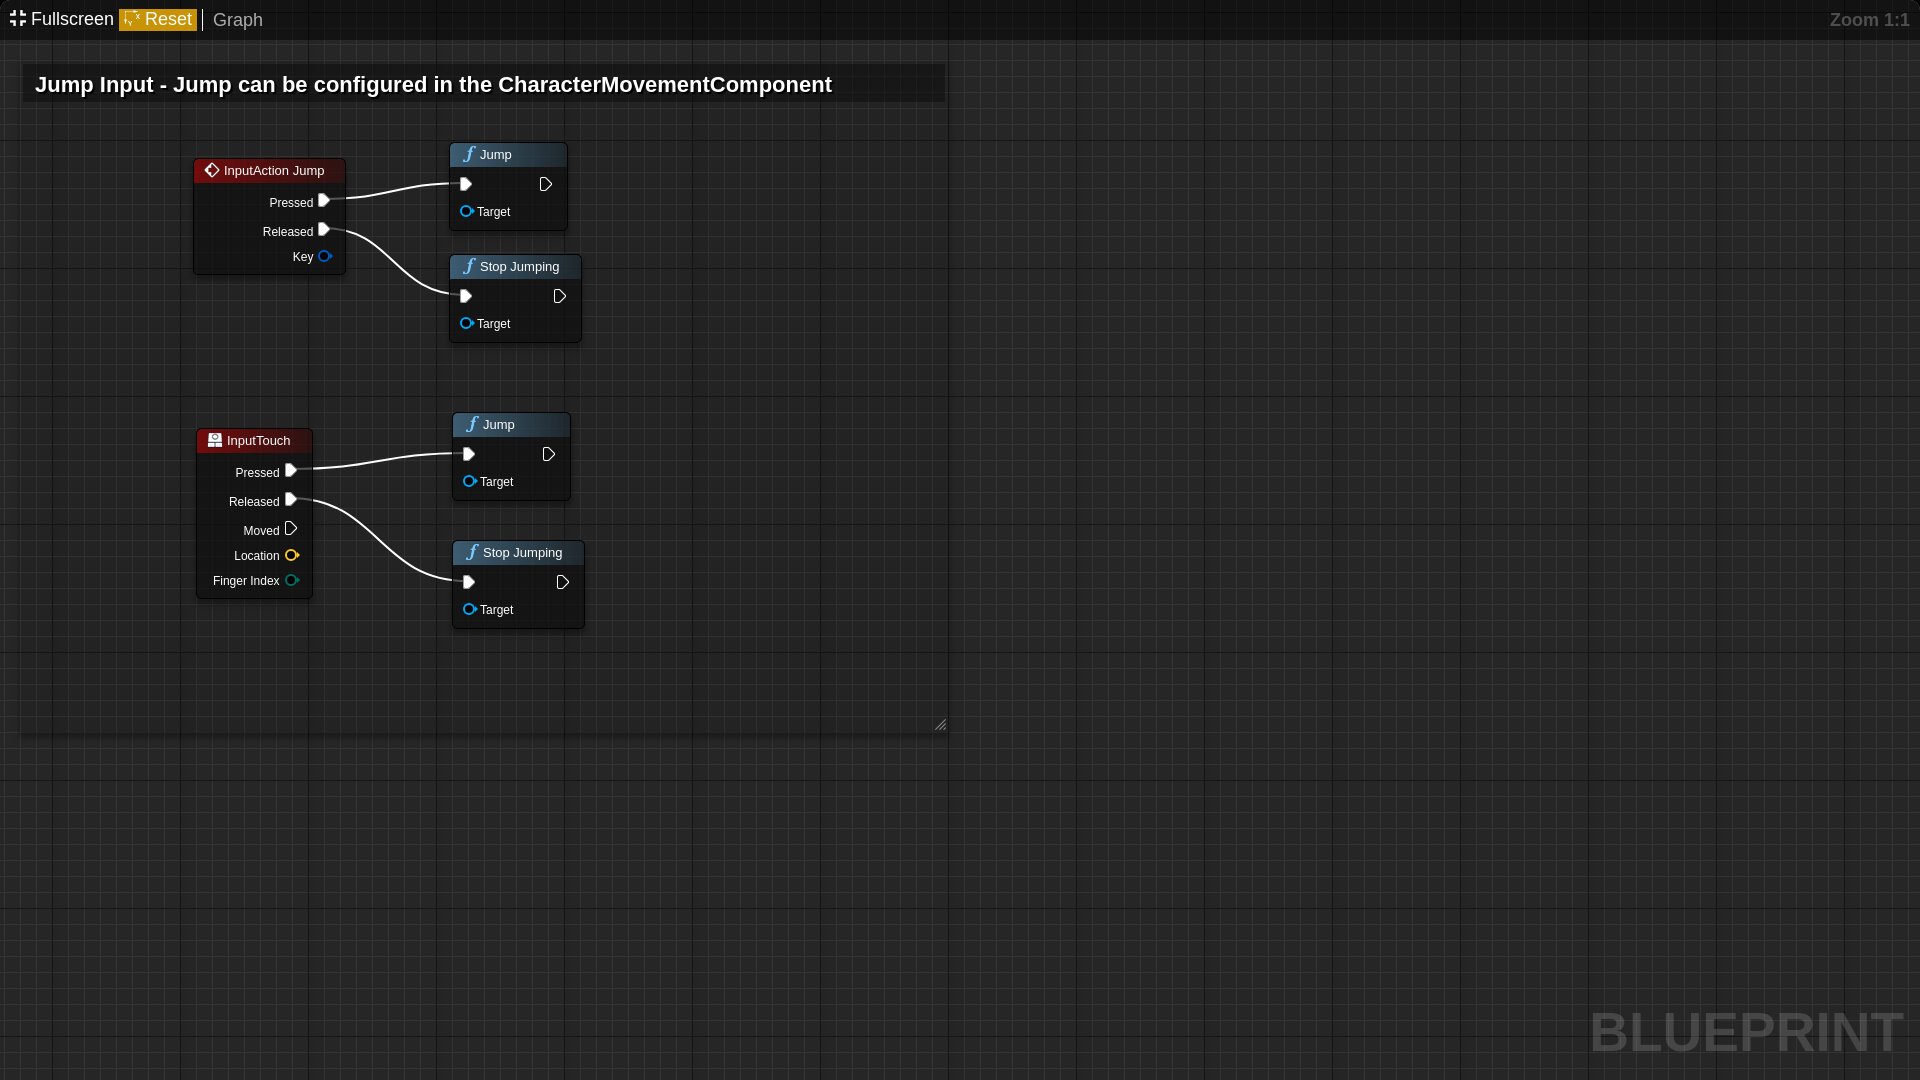 Fullscreen Reset Graph Zoom 1:1
Jump Input - Jump can be configured in the CharacterMovementComponent
InputAction Jump
Pressed
Released
Key
Jump
Target
Stop Jumping
Target
InputTouch
Pressed
Released
Moved
Location
Finger Index
Jump
Target
Stop Jumping
Target
BLUEPRINT